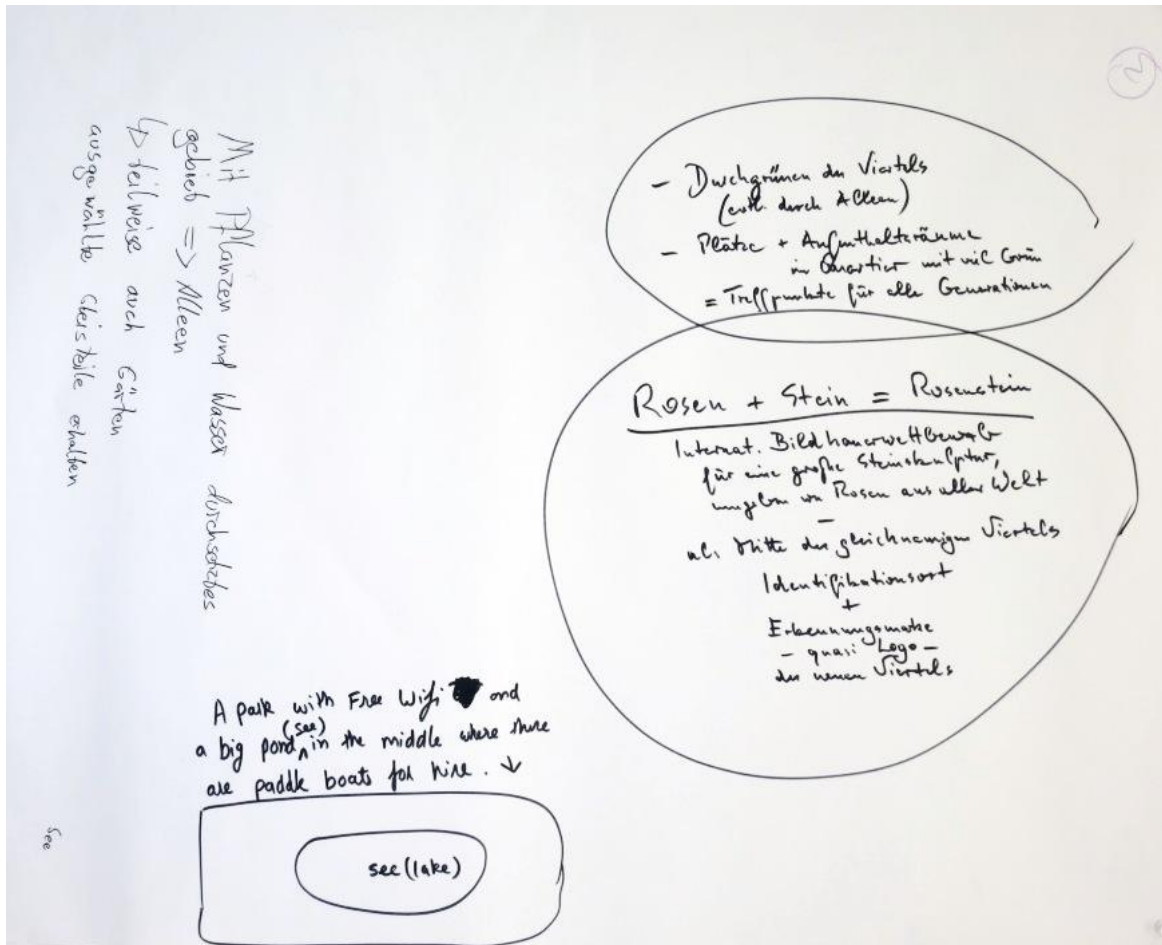 - Durchgrünen des Viertels
(evtl. durch Alleen)
- Plätze + Aufenthaltsräume
im Quartier mit viel Grün
= Treffpunkte für alle Generationen
Rosen + Stein = Rosenstein
Internat. Bildhauerwettbewerb
für eine große Steinskulptur,
umgeben von Rosen aus aller Welt
–
als Mitte des gleichnamigen Viertels
Identifikationsort
+
Erkennungsmarke
– quasi Logo –
des neuen Viertels
Mit Pflanzen und Wasser durchsetztes
gebiet => Alleen
↳ teilweise auch Gärten
ausgewählte Gleisteile erhalten
A park with Free Wifi and
a big pond (see) in the middle where there
are paddle boats for hire. ↓
see (lake)
See